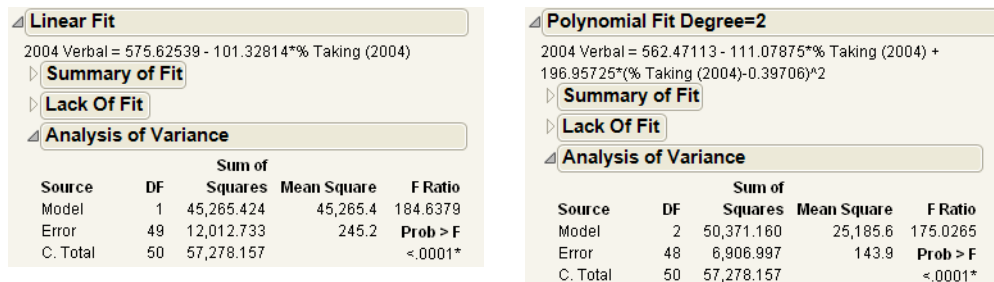 Linear Fit
2004 Verbal = 575.62539 - 101.32814*% Taking (2004)
Summary of Fit
Lack Of Fit
Analysis of Variance
Sum of
Source DF Squares Mean Square F Ratio
Model 1 45,265.424 45,265.4 184.6379
Error 49 12,012.733 245.2 Prob > F
C. Total 50 57,278.157 <.0001*
Polynomial Fit Degree=2
2004 Verbal = 562.47113 - 111.07875*% Taking (2004) +
196.95725*(% Taking (2004)-0.39706)^2
Summary of Fit
Lack Of Fit
Analysis of Variance
Sum of
Source DF Squares Mean Square F Ratio
Model 2 50,371.160 25,185.6 175.0265
Error 48 6,906.997 143.9 Prob > F
C. Total 50 57,278.157 <.0001*